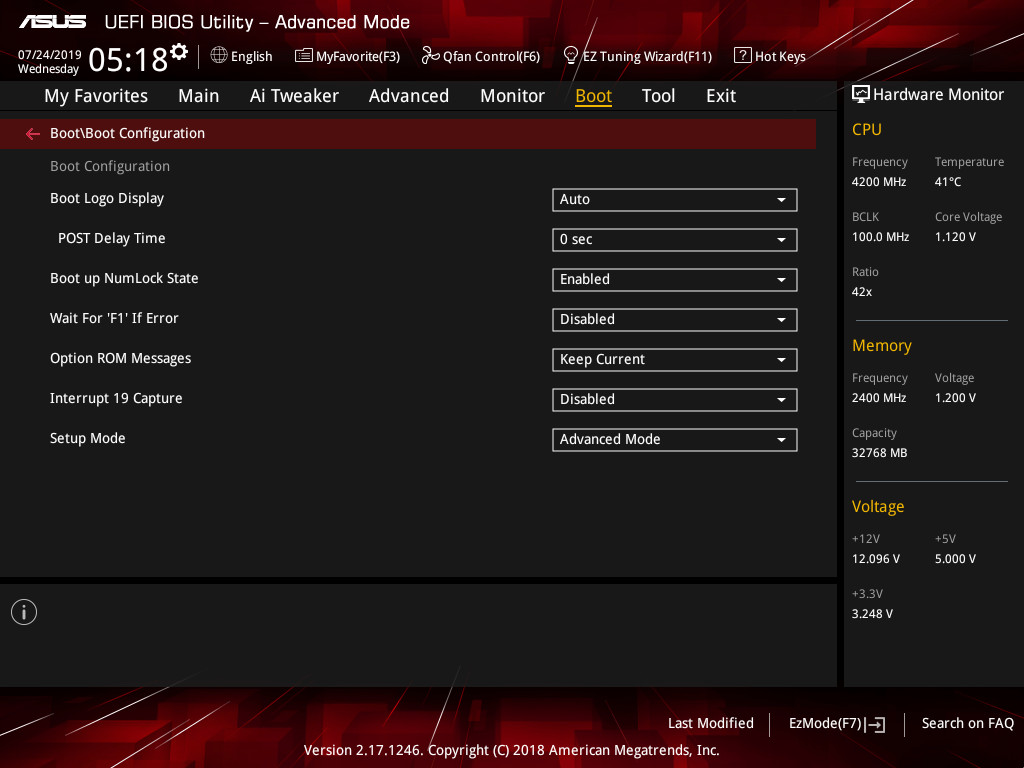 ASUS UEFI BIOS Utility – Advanced Mode
07/24/2019
Wednesday
05:18
English
MyFavorite(F3)
Qfan Control(F6)
EZ Tuning Wizard(F11)
? Hot Keys
My Favorites Main Ai Tweaker Advanced Monitor Boot Tool Exit
Boot\Boot Configuration
Boot Configuration
Boot Logo Display Auto
POST Delay Time 0 sec
Boot up NumLock State Enabled
Wait For 'F1' If Error Disabled
Option ROM Messages Keep Current
Interrupt 19 Capture Disabled
Setup Mode Advanced Mode
Hardware Monitor
CPU
Frequency Temperature
4200 MHz 41°C
BCLK Core Voltage
100.0 MHz 1.120 V
Ratio
42x
Memory
Frequency Voltage
2400 MHz 1.200 V
Capacity
32768 MB
Voltage
+12V +5V
12.096 V 5.000 V
+3.3V
3.248 V
Last Modified EzMode(F7) Search on FAQ
Version 2.17.1246. Copyright (C) 2018 American Megatrends, Inc.